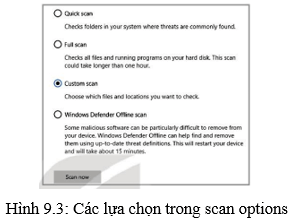 Quick scan
Checks folders in your system where threats are commonly found.
Full scan
Checks all files and running programs on your hard disk. This scan
could take longer than one hour.
Custom scan
Choose which files and locations you want to check.
Windows Defender Offline scan
Some malicious software can be particularly difficult to remove from
your device. Windows Defender Offline can help find and remove
them using up-to-date threat definitions. This will restart your device
and will take about 15 minutes.
Scan now
Hình 9.3: Các lựa chọn trong scan options